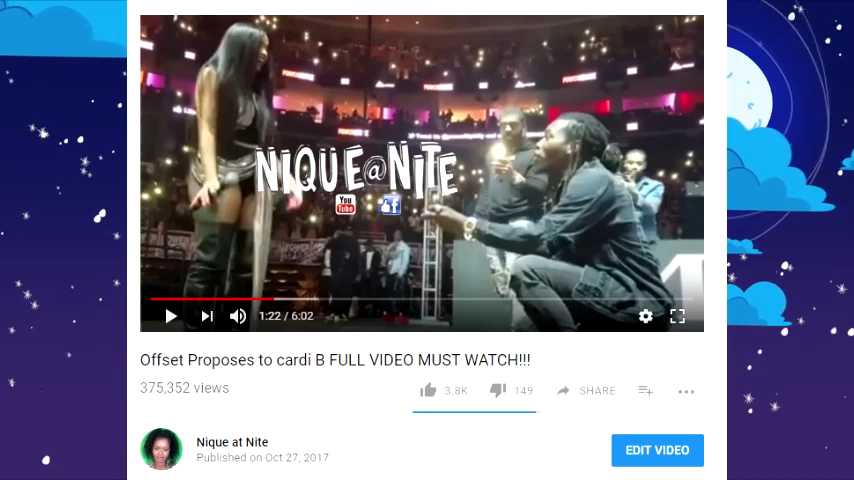 NIQUE@NITE
You
Tube
1:22 / 6:02
Offset Proposes to cardi B FULL VIDEO MUST WATCH!!!
375,352 views
3.8K
149
SHARE
Nique at Nite
Published on Oct 27, 2017
EDIT VIDEO